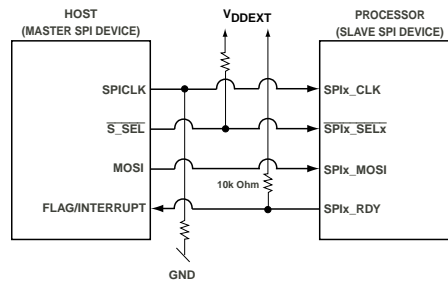 HOST
(MASTER SPI DEVICE)
VDDEXT
PROCESSOR
(SLAVE SPI DEVICE)
SPICLK
SPIx_CLK
S_SEL
SPIx_SELx
MOSI
SPIx_MOSI
10k Ohm
FLAG/INTERRUPT
SPIx_RDY
GND